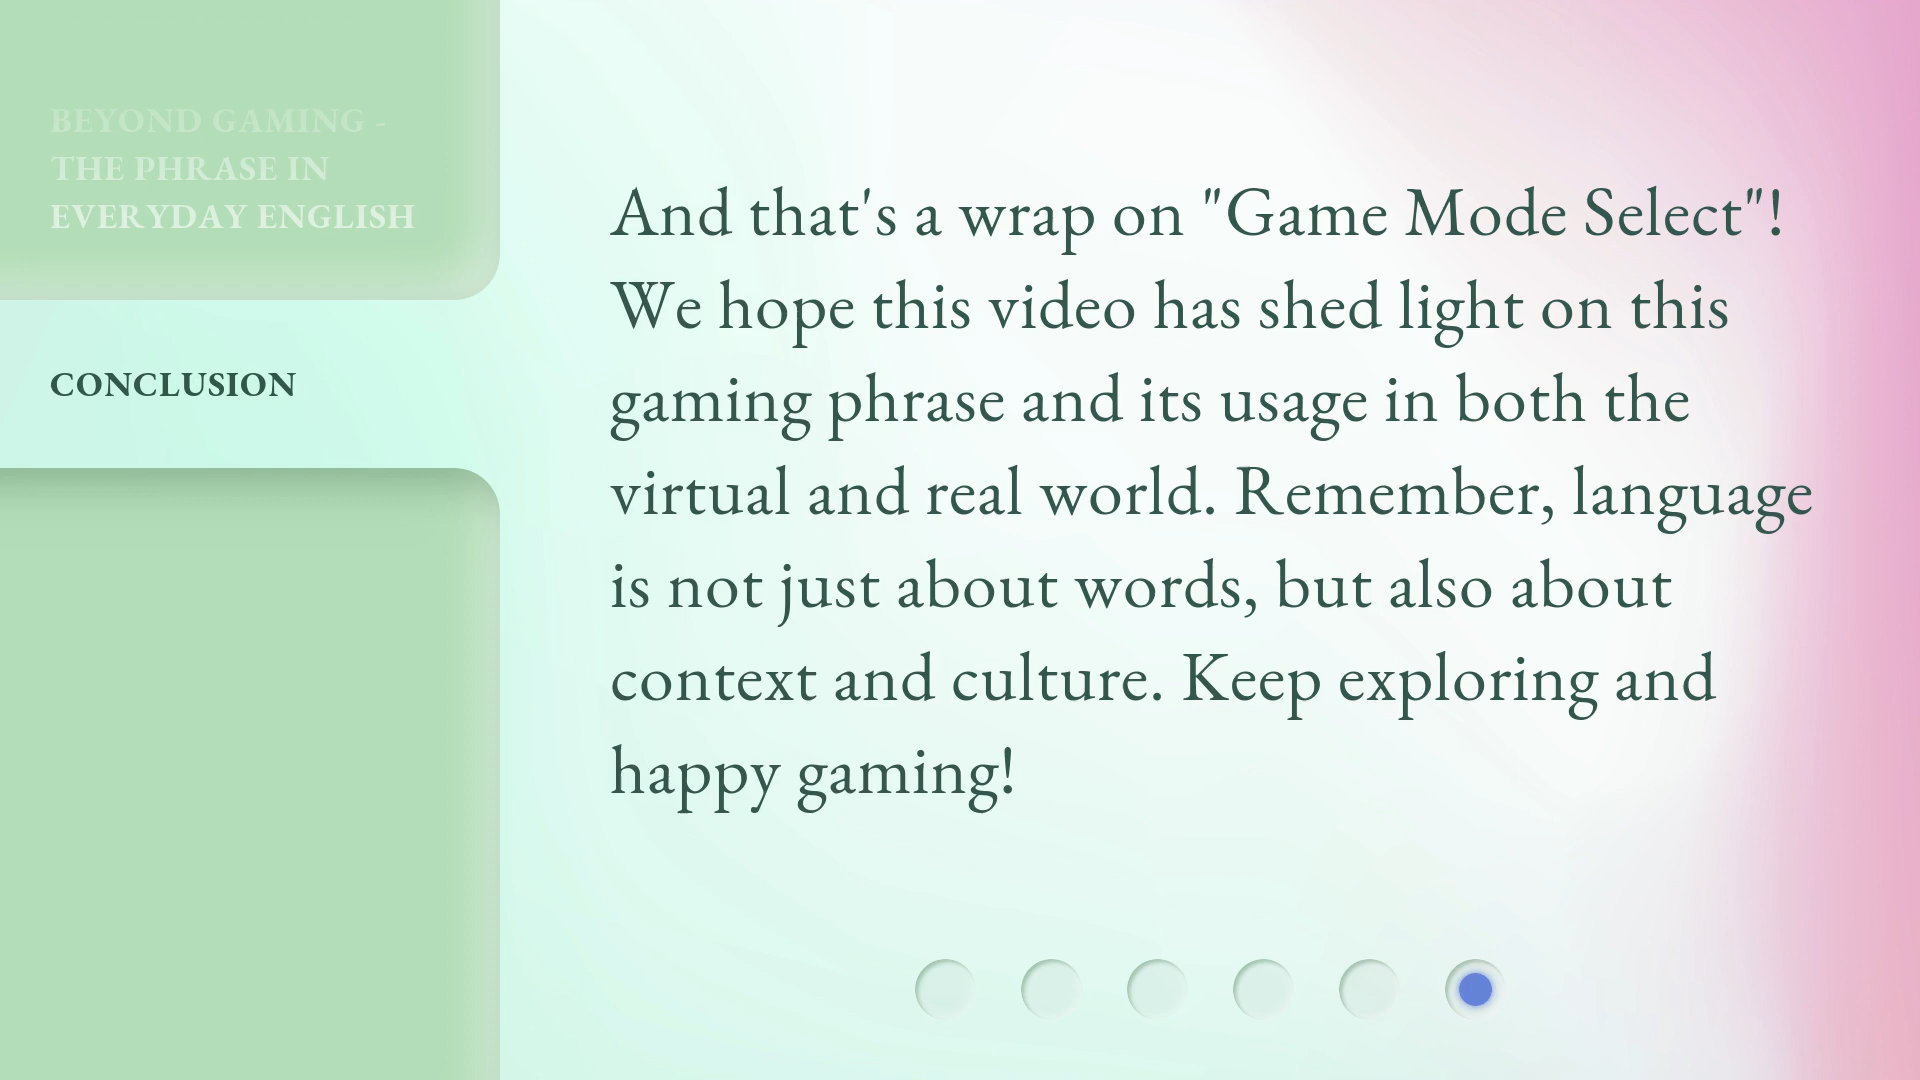 BEYOND GAMING -
THE PHRASE IN
EVERYDAY ENGLISH
CONCLUSION
And that's a wrap on "Game Mode Select"!
We hope this video has shed light on this
gaming phrase and its usage in both the
virtual and real world. Remember, language
is not just about words, but also about
context and culture. Keep exploring and
happy gaming!